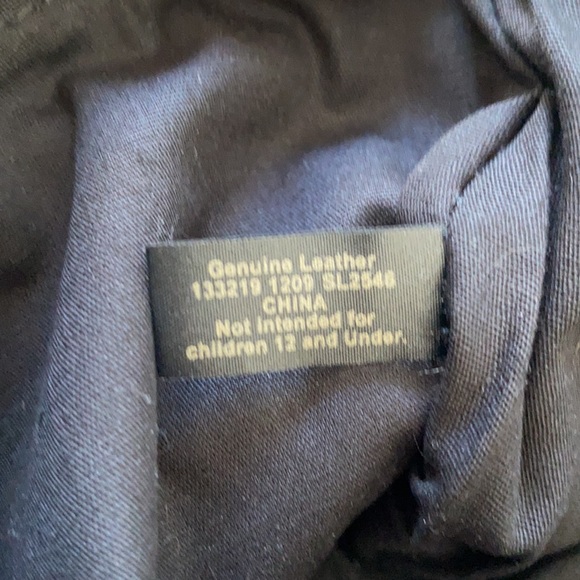 Genuine Leather
133219 1209 SL2546
CHINA
Not Intended for
children 12 and Under.